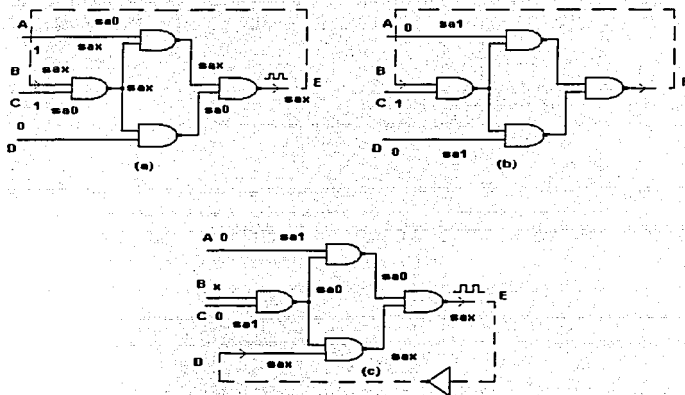 A sa0
1 sax
B sax sax E
C 1 sa0 sax sa0 sax
0
D
(a)
A 0 sa1
B
C 1
D 0 sa1
(b)
A 0 sa1
B x sa0 sa0 E
C 0 sa1 sax
D sax sax
(c)